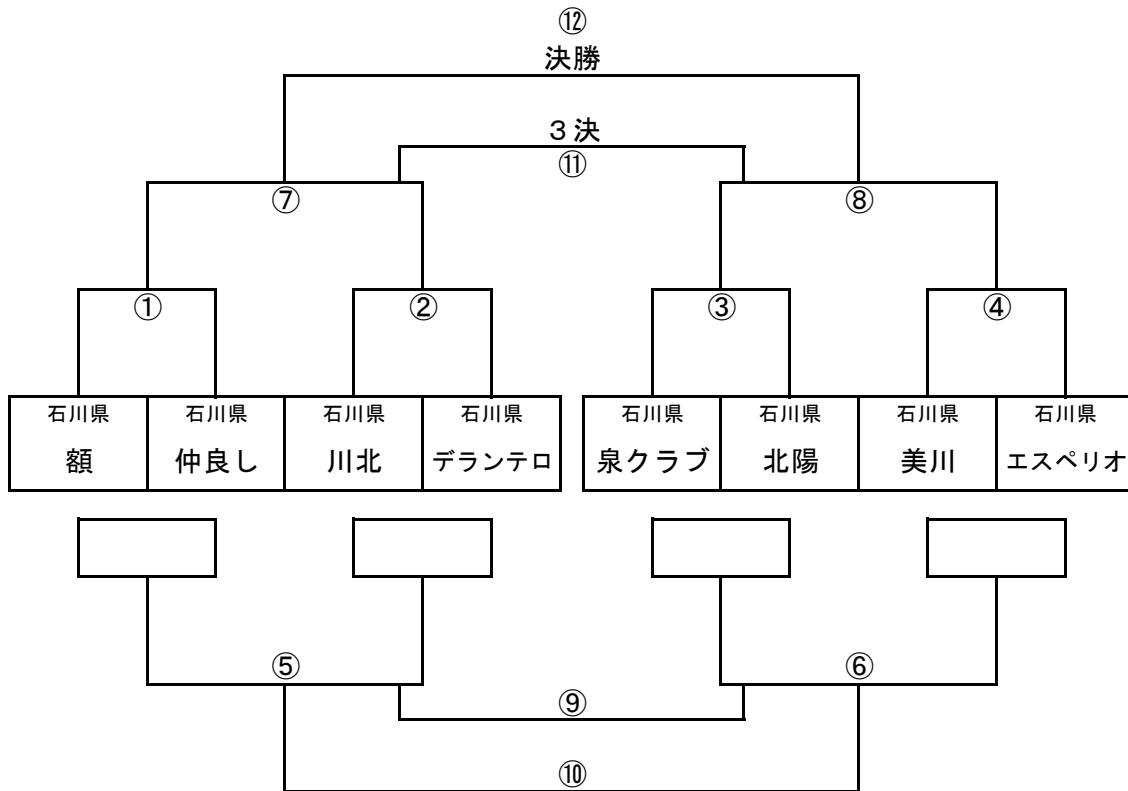 ⑫
決勝
３決
⑪
⑦ ⑧
① ② ③ ④
石川県 石川県 石川県 石川県 石川県 石川県 石川県 石川県
額 仲良し 川北 デランテロ 泉クラブ 北陽 美川 エスペリオ
⑤ ⑥
⑨
⑩